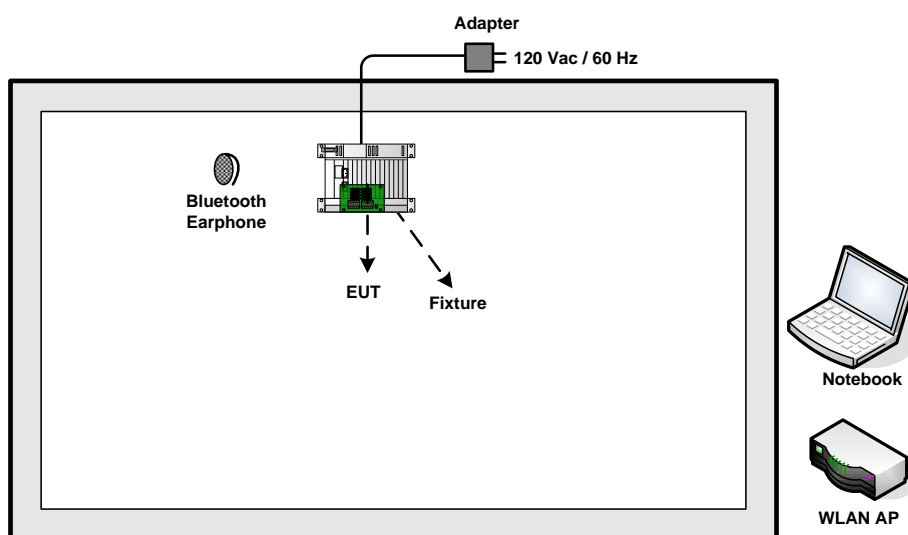 Adapter
120 Vac / 60 Hz
Bluetooth
Earphone
EUT
Fixture
Notebook
WLAN AP